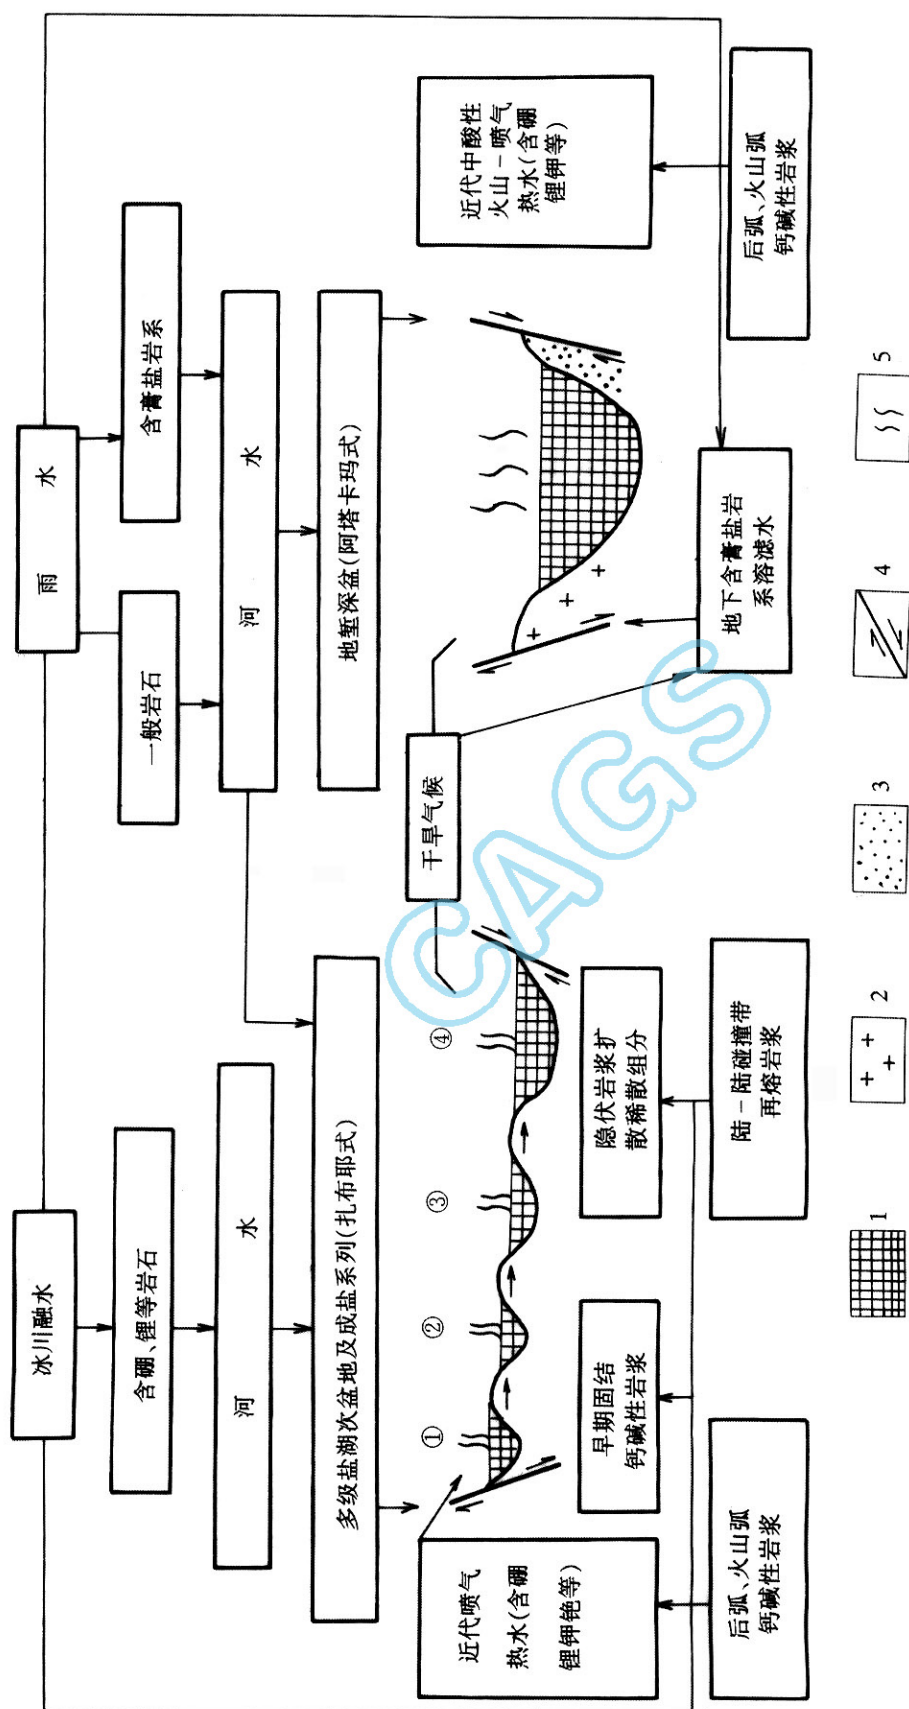 冰川融水
雨 水
含硼、锂等岩石
一般岩石
含膏盐岩系
河 水
河 水
多级盐湖次盆地及成盐系列(扎布耶式)
地堑深盆(阿塔卡玛式)
干旱气候
①
②
③
④
近代喷气
热水(含硼
锂钾铯等)
早期固结
钙碱性岩浆
隐伏岩浆扩
散稀散组分
近代中酸性
火山-喷气
热水(含硼
锂钾等)
后弧、火山弧
钙碱性岩浆
陆-陆碰撞带
再熔岩浆
地下含膏盐岩
系溶滤水
后弧、火山弧
钙碱性岩浆
1
2
3
4
5
CAGS